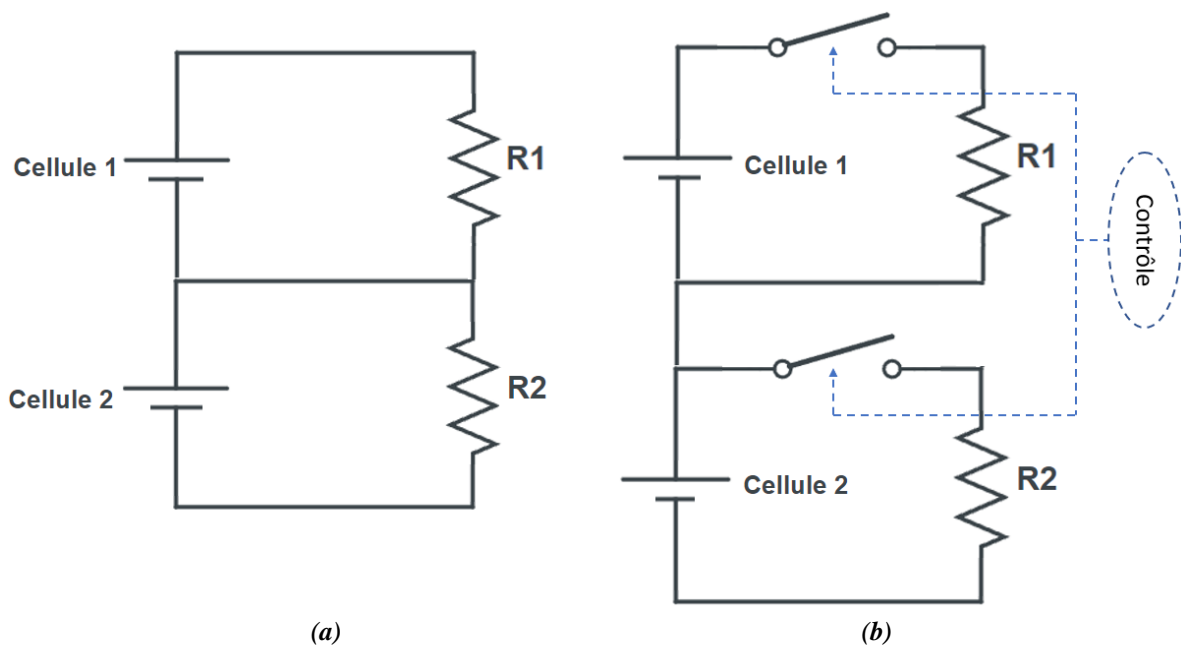 Cellule 1
R1
Cellule 2
R2
(a)
Cellule 1
R1
Contrôle
Cellule 2
R2
(b)